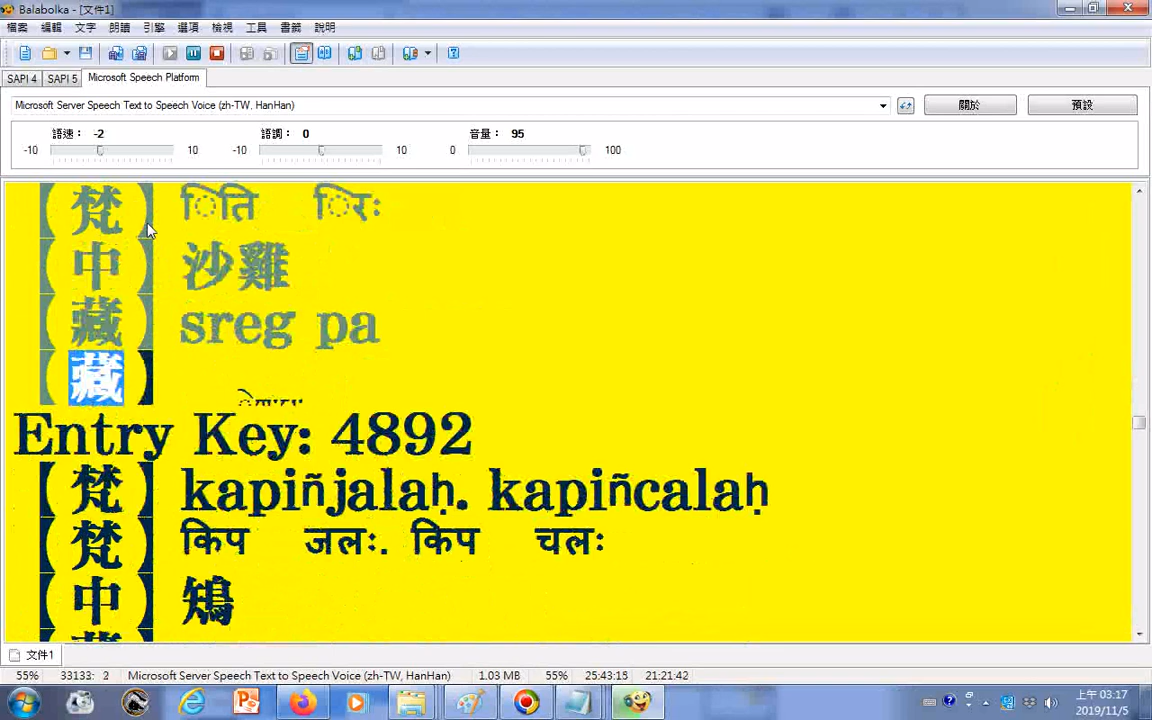 Balabolka - [文件1]
檔案 編輯 文字 朗讀 引擎 選項 檢視 工具 書籤 說明
SAPI 4 SAPI 5 Microsoft Speech Platform
Microsoft Server Speech Text to Speech Voice (zh-TW, HanHan) 關於 預設
語速： -2 語調： 0 音量： 95
-10 10 -10 10 0 100
【梵】 िति िरः
【中】 沙雞
【藏】 sreg pa
【藏】
Entry Key: 4892
【梵】 kapiñjalaḥ. kapiñcalaḥ
【梵】 किप जलः. किप चलः
【中】 鴆
文件1
55% 33133: 2 Microsoft Server Speech Text to Speech Voice (zh-TW, HanHan) 1.03 MB 55% 25:43:15 21:21:42
上午 03:17
2019/11/5